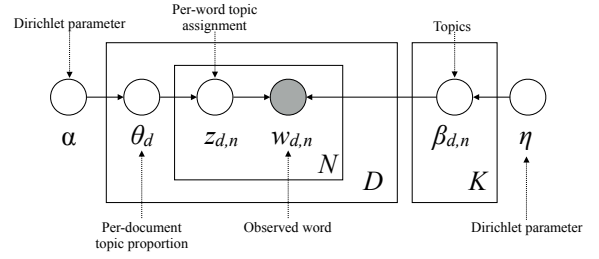 Dirichlet parameter
Per-word topic
assignment
Topics
α
θd
zd,n
wd,n
βd,n
η
N
D
K
Per-document
topic proportion
Observed word
Dirichlet parameter